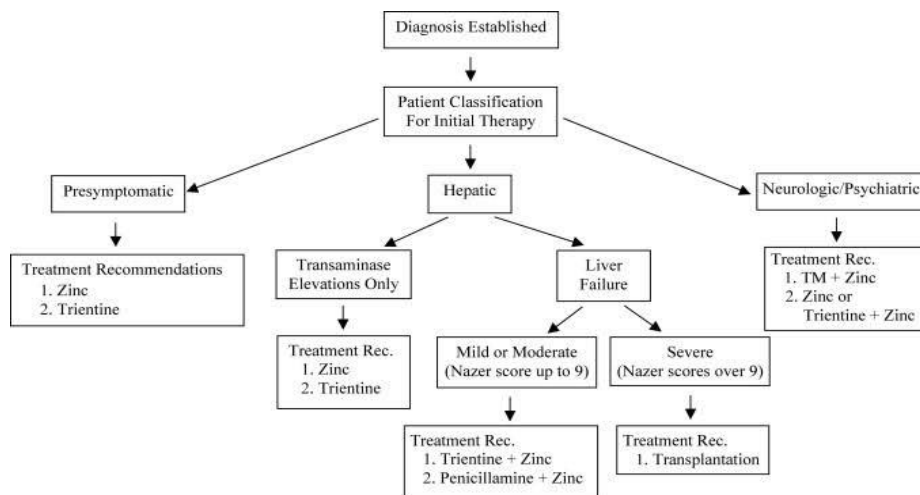 Diagnosis Established
Patient Classification
For Initial Therapy
Presymptomatic
Hepatic
Neurologic/Psychiatric
Treatment Recommendations
1. Zinc
2. Trientine
Transaminase
Elevations Only
Liver
Failure
Treatment Rec.
1. TM + Zinc
2. Zinc or
Trientine + Zinc
Treatment Rec.
1. Zinc
2. Trientine
Mild or Moderate
(Nazer score up to 9)
Severe
(Nazer scores over 9)
Treatment Rec.
1. Trientine + Zinc
2. Penicillamine + Zinc
Treatment Rec.
1. Transplantation